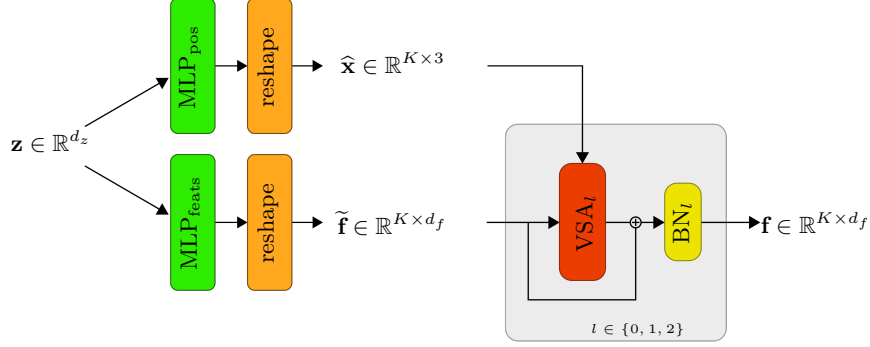 MLP_pos
reshape
x̂ ∈ ℝ^{K×3}
z ∈ ℝ^{d_z}
MLP_feats
reshape
f̃ ∈ ℝ^{K×d_f}
VSA_l
BN_l
f ∈ ℝ^{K×d_f}
l ∈ {0, 1, 2}